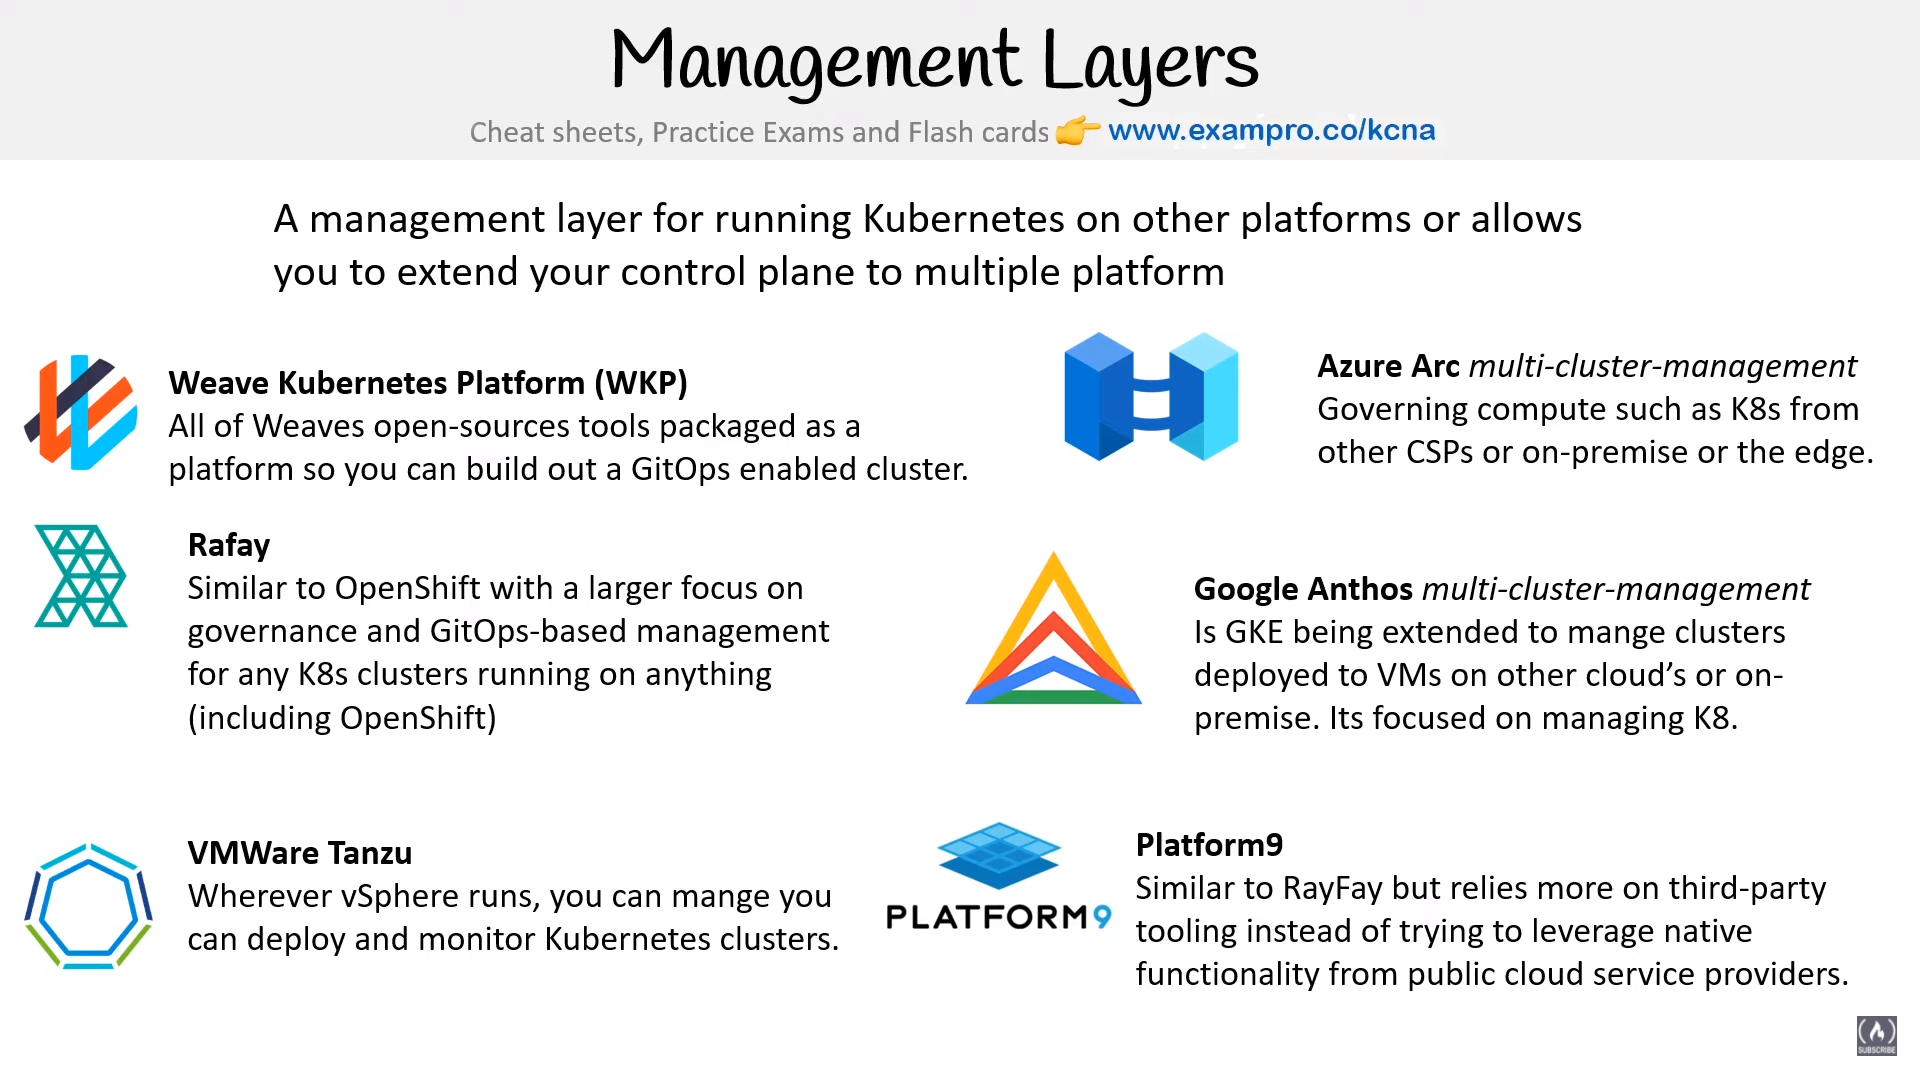 Management Layers
Cheat sheets, Practice Exams and Flash cards 👉 www.exampro.co/kcna
A management layer for running Kubernetes on other platforms or allows
you to extend your control plane to multiple platform
Weave Kubernetes Platform (WKP)
All of Weaves open-sources tools packaged as a
platform so you can build out a GitOps enabled cluster.
Rafay
Similar to OpenShift with a larger focus on
governance and GitOps-based management
for any K8s clusters running on anything
(including OpenShift)
VMWare Tanzu
Wherever vSphere runs, you can mange you
can deploy and monitor Kubernetes clusters.
Azure Arc multi-cluster-management
Governing compute such as K8s from
other CSPs or on-premise or the edge.
Google Anthos multi-cluster-management
Is GKE being extended to mange clusters
deployed to VMs on other cloud’s or on-
premise. Its focused on managing K8.
PLATFORM9
Platform9
Similar to RayFay but relies more on third-party
tooling instead of trying to leverage native
functionality from public cloud service providers.
SUBSCRIBE